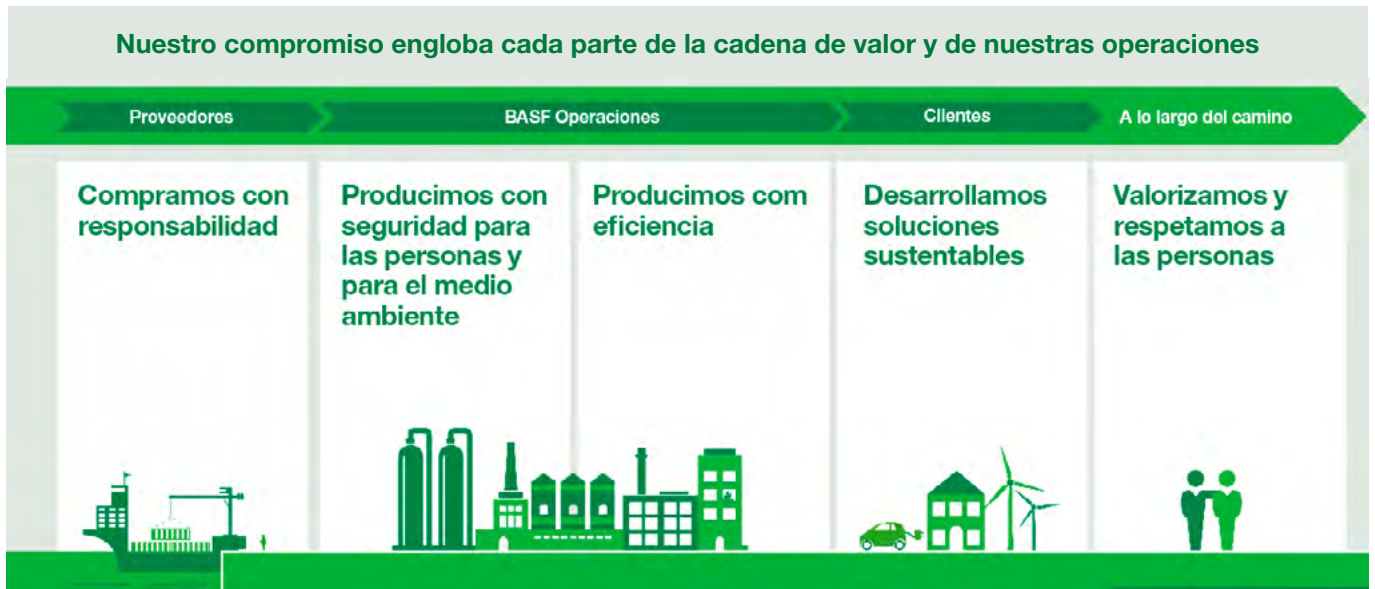 Nuestro compromiso engloba cada parte de la cadena de valor y de nuestras operaciones
Proveedores
BASF Operaciones
Clientes
A lo largo del camino
Compramos con
responsabilidad
Producimos con
seguridad para
las personas y
para el medio
ambiente
Producimos com
eficiencia
Desarrollamos
soluciones
sustentables
Valorizamos y
respetamos a
las personas